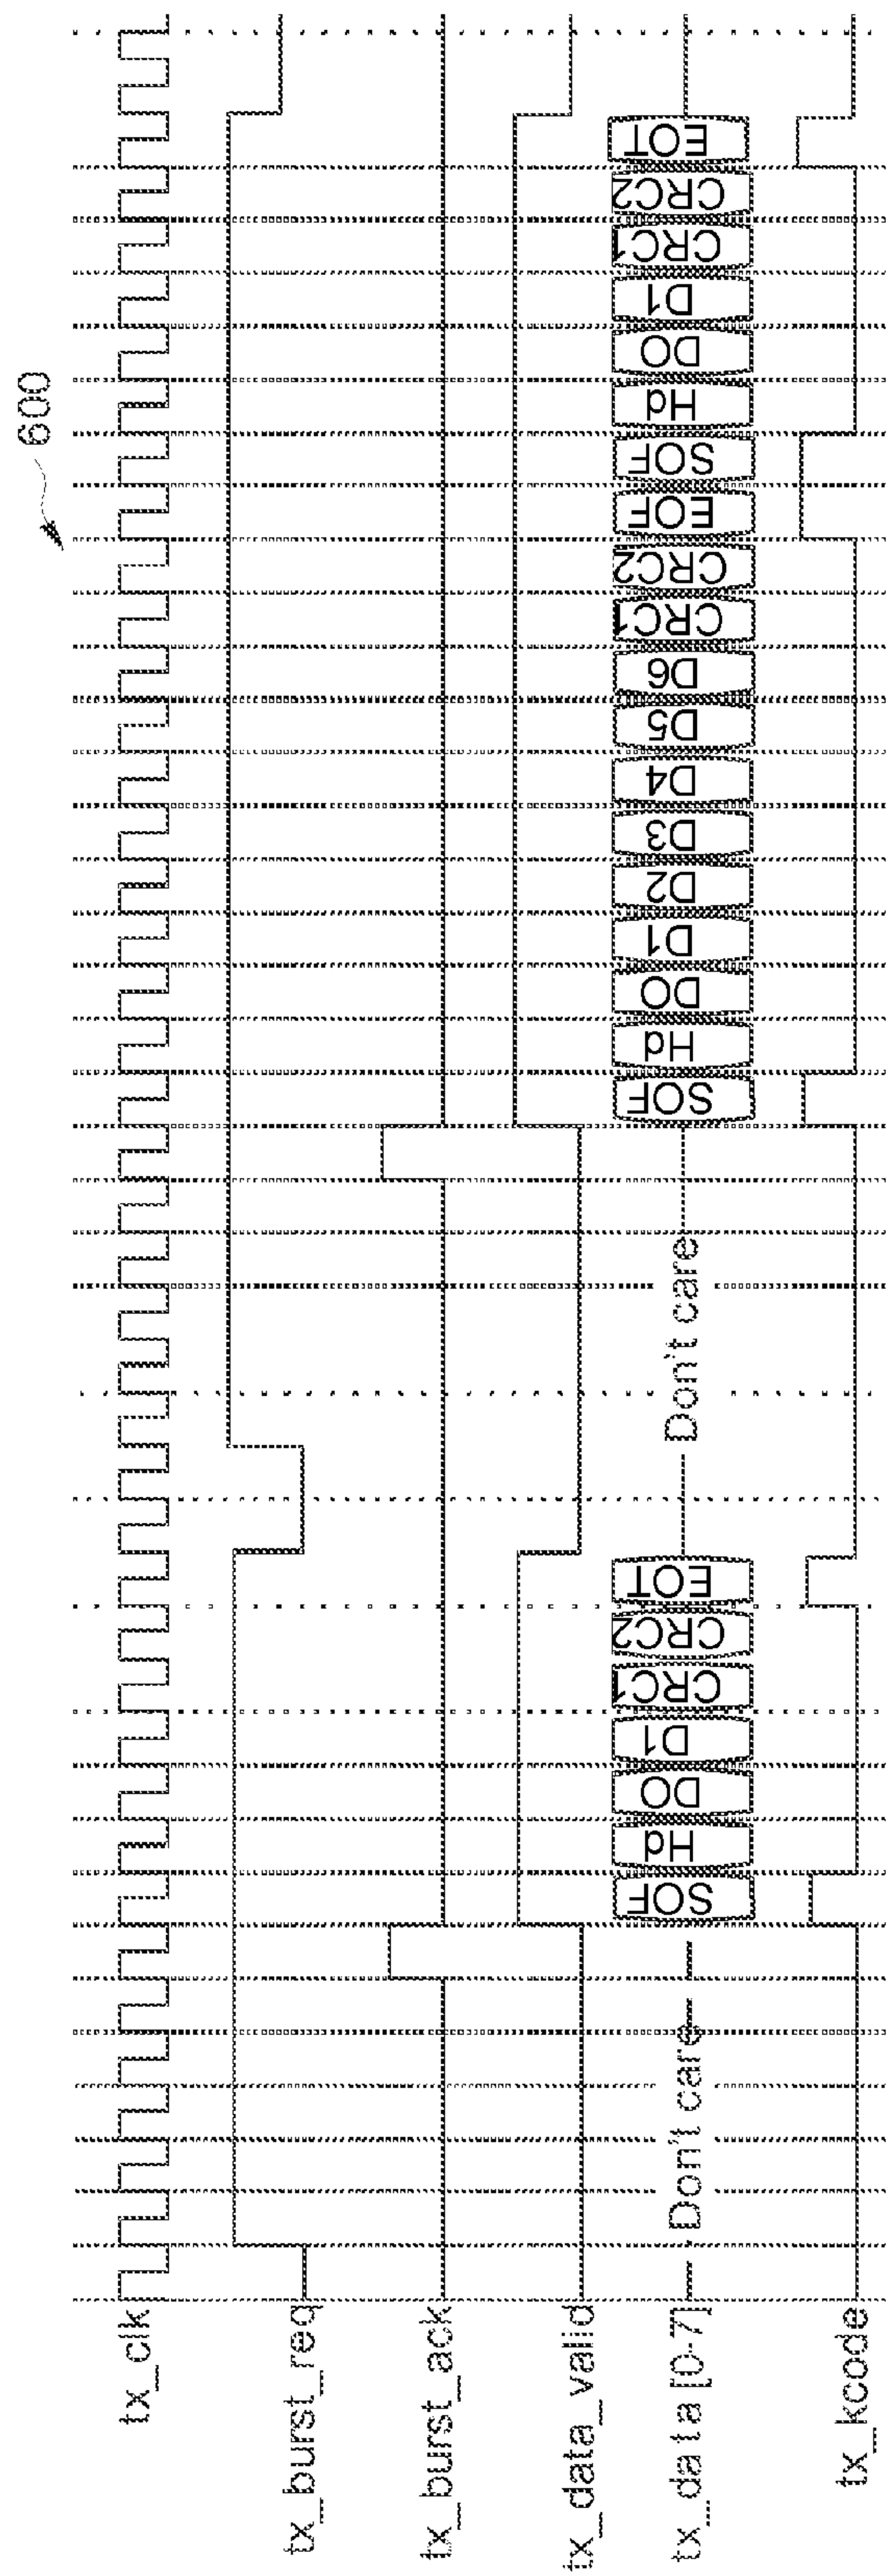 600
tx_clk
tx_burst_req
tx_burst_ack
tx_data_valid
tx_data [0-7]
Don't care
SOF
Hd
DO
D1
CRC1
CRC2
EOT
Don't care
SOF
Hd
DO
D1
D2
D3
D4
D5
D6
CRC1
CRC2
EOF
SOF
Hd
DO
D1
CRC1
CRC2
EOT
tx_kcode